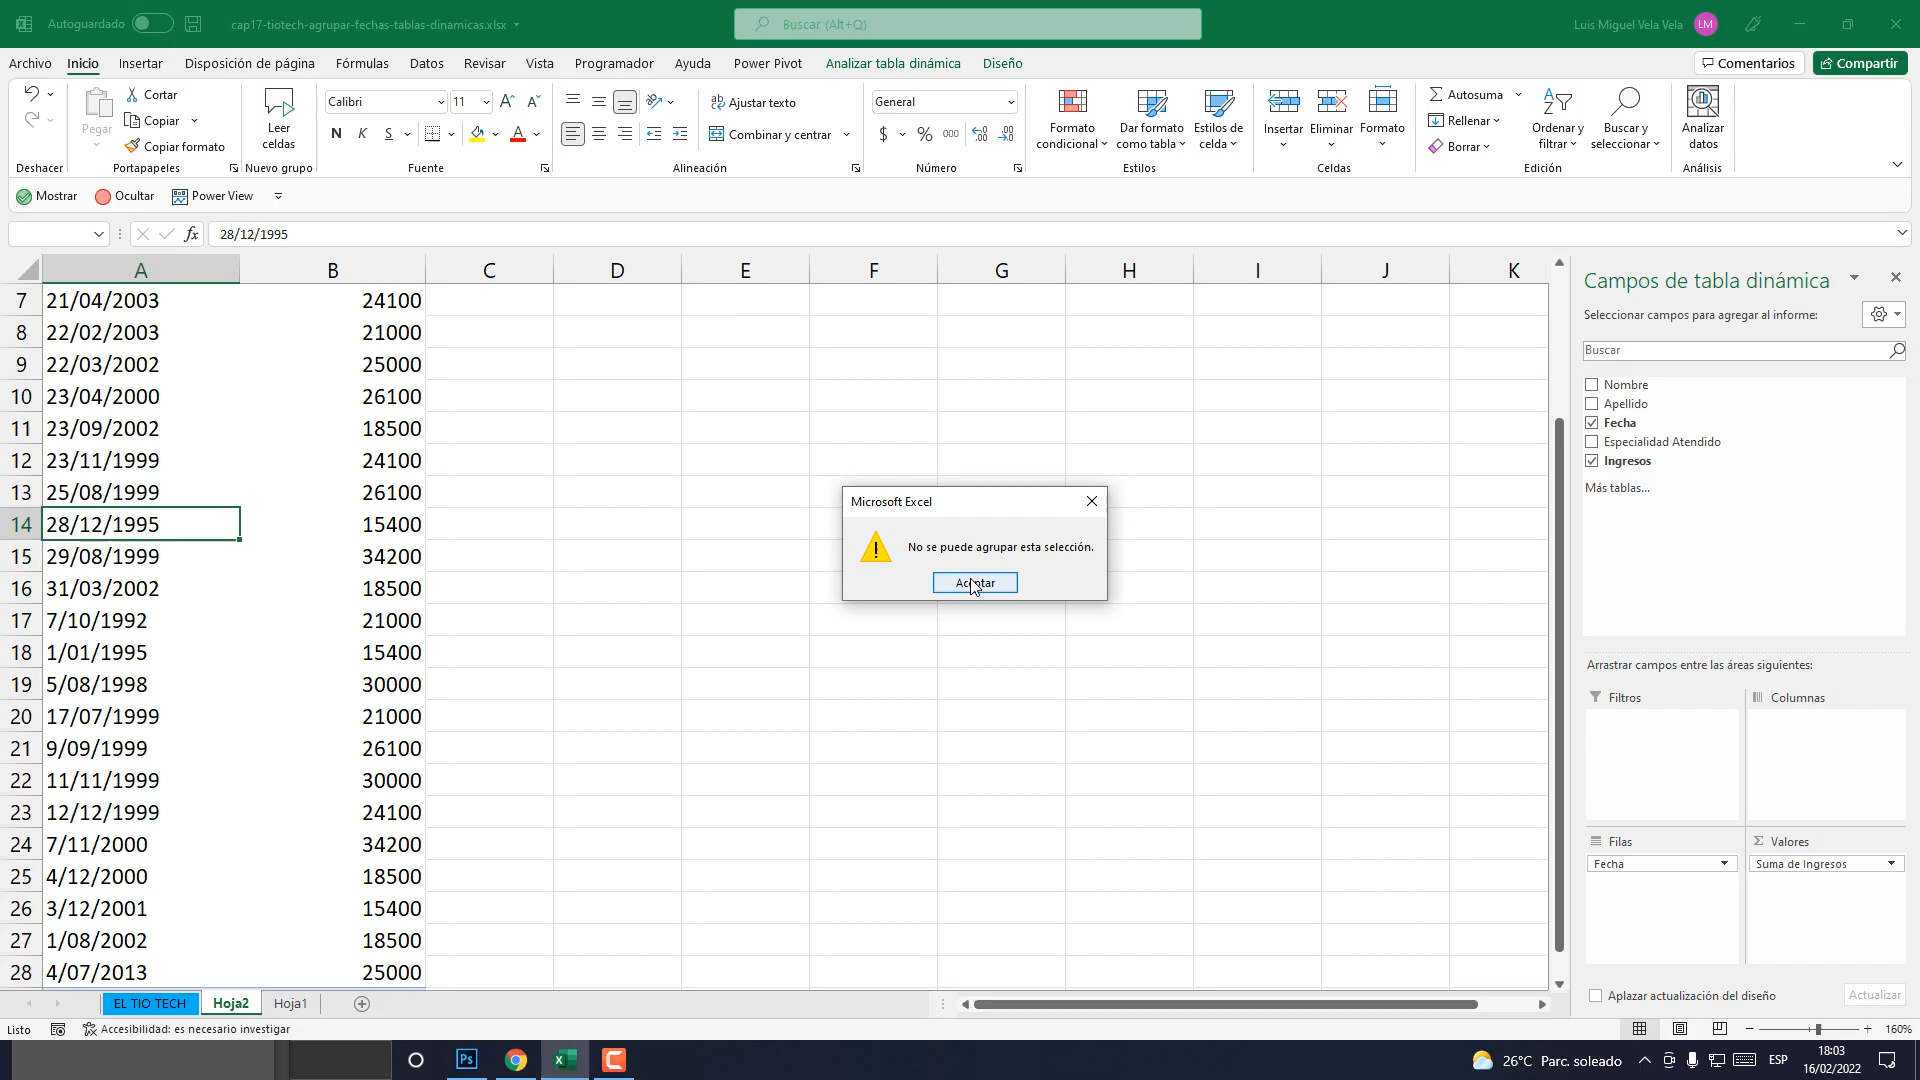 Autoguardado
cap17-tiotech-agrupar-fechas-tablas-dinamicas.xlsx
Buscar (Alt+Q)
Luis Miguel Vela Vela
LM
Archivo Inicio Insertar Disposición de página Fórmulas Datos Revisar Vista Programador Ayuda Power Pivot Analizar tabla dinámica Diseño
Comentarios
Compartir
Pegar
Cortar
Copiar
Copiar formato
Leer celdas
Calibri 11
N K S
Ajustar texto
Combinar y centrar
General
$ % 000
Formato condicional
Dar formato como tabla
Estilos de celda
Insertar
Eliminar
Formato
Autosuma
Rellenar
Borrar
Ordenar y filtrar
Buscar y seleccionar
Analizar datos
Deshacer Portapapeles Nuevo grupo Fuente Alineación Número Estilos Celdas Edición Análisis
Mostrar Ocultar Power View
fx 28/12/1995
A B C D E F G H I J K
7 21/04/2003 24100
8 22/02/2003 21000
9 22/03/2002 25000
10 23/04/2000 26100
11 23/09/2002 18500
12 23/11/1999 24100
13 25/08/1999 26100
14 28/12/1995 15400
15 29/08/1999 34200
16 31/03/2002 18500
17 7/10/1992 21000
18 1/01/1995 15400
19 5/08/1998 30000
20 17/07/1999 21000
21 9/09/1999 26100
22 11/11/1999 30000
23 12/12/1999 24100
24 7/11/2000 34200
25 4/12/2000 18500
26 3/12/2001 15400
27 1/08/2002 18500
28 4/07/2013 25000
Microsoft Excel
No se puede agrupar esta selección.
Aceptar
Campos de tabla dinámica
Seleccionar campos para agregar al informe:
Buscar
Nombre
Apellido
Fecha
Especialidad Atendido
Ingresos
Más tablas...
Arrastrar campos entre las áreas siguientes:
Filtros
Columnas
Filas
Σ Valores
Fecha
Suma de Ingresos
Aplazar actualización del diseño
Actualizar
EL TIO TECH Hoja2 Hoja1
Listo
Accesibilidad: es necesario investigar
160%
Ps
26°C Parc. soleado
ESP
18:03
16/02/2022